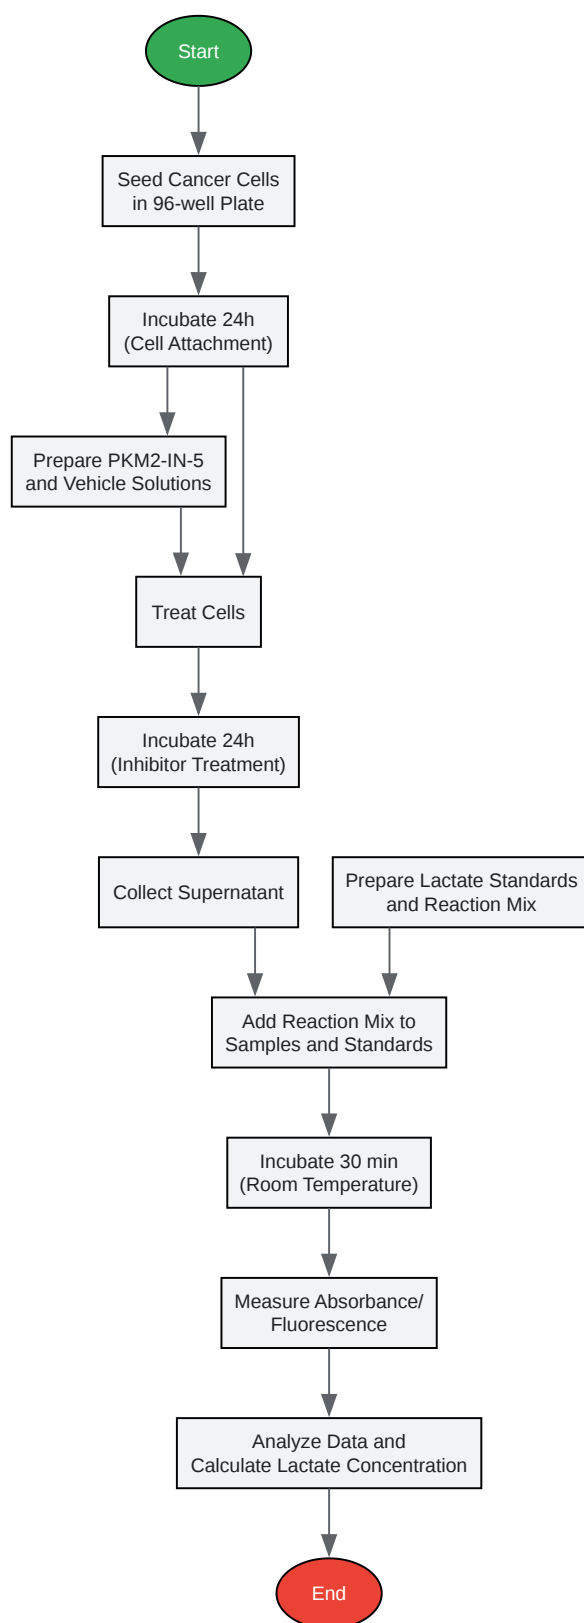 Start
Seed Cancer Cells
in 96-well Plate
Incubate 24h
(Cell Attachment)
Prepare PKM2-IN-5
and Vehicle Solutions
Treat Cells
Incubate 24h
(Inhibitor Treatment)
Collect Supernatant
Prepare Lactate Standards
and Reaction Mix
Add Reaction Mix to
Samples and Standards
Incubate 30 min
(Room Temperature)
Measure Absorbance/
Fluorescence
Analyze Data and
Calculate Lactate Concentration
End